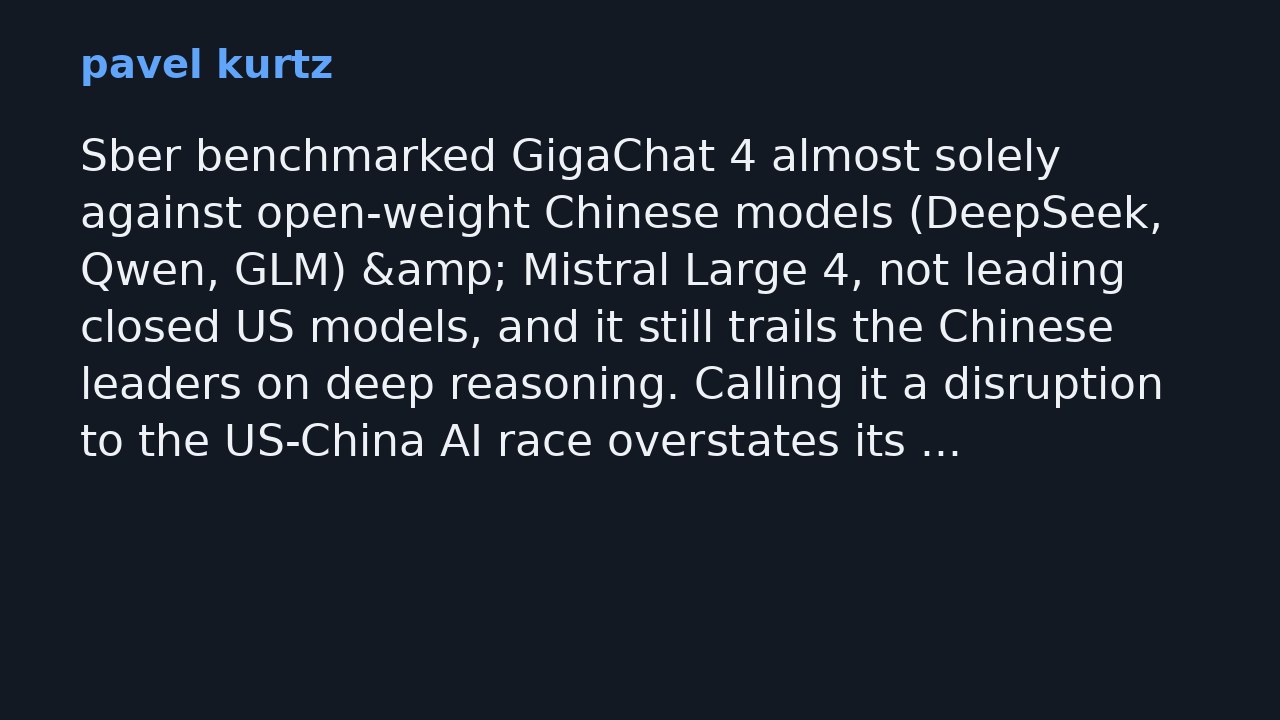 pavel kurtz
Sber benchmarked GigaChat 4 almost solely
against open-weight Chinese models (DeepSeek,
Qwen, GLM) &amp; Mistral Large 4, not leading
closed US models, and it still trails the Chinese
leaders on deep reasoning. Calling it a disruption
to the US-China AI race overstates its ...